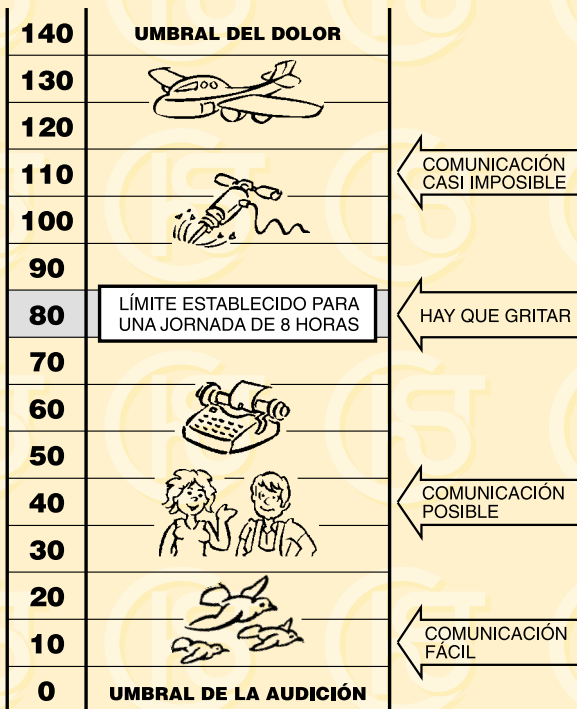 140 UMBRAL DEL DOLOR
130
120
110 COMUNICACIÓN
CASI IMPOSIBLE
100
90
80 LÍMITE ESTABLECIDO PARA
UNA JORNADA DE 8 HORAS
HAY QUE GRITAR
70
60
50
40 COMUNICACIÓN
POSIBLE
30
20
10 COMUNICACIÓN
FÁCIL
0 UMBRAL DE LA AUDICIÓN